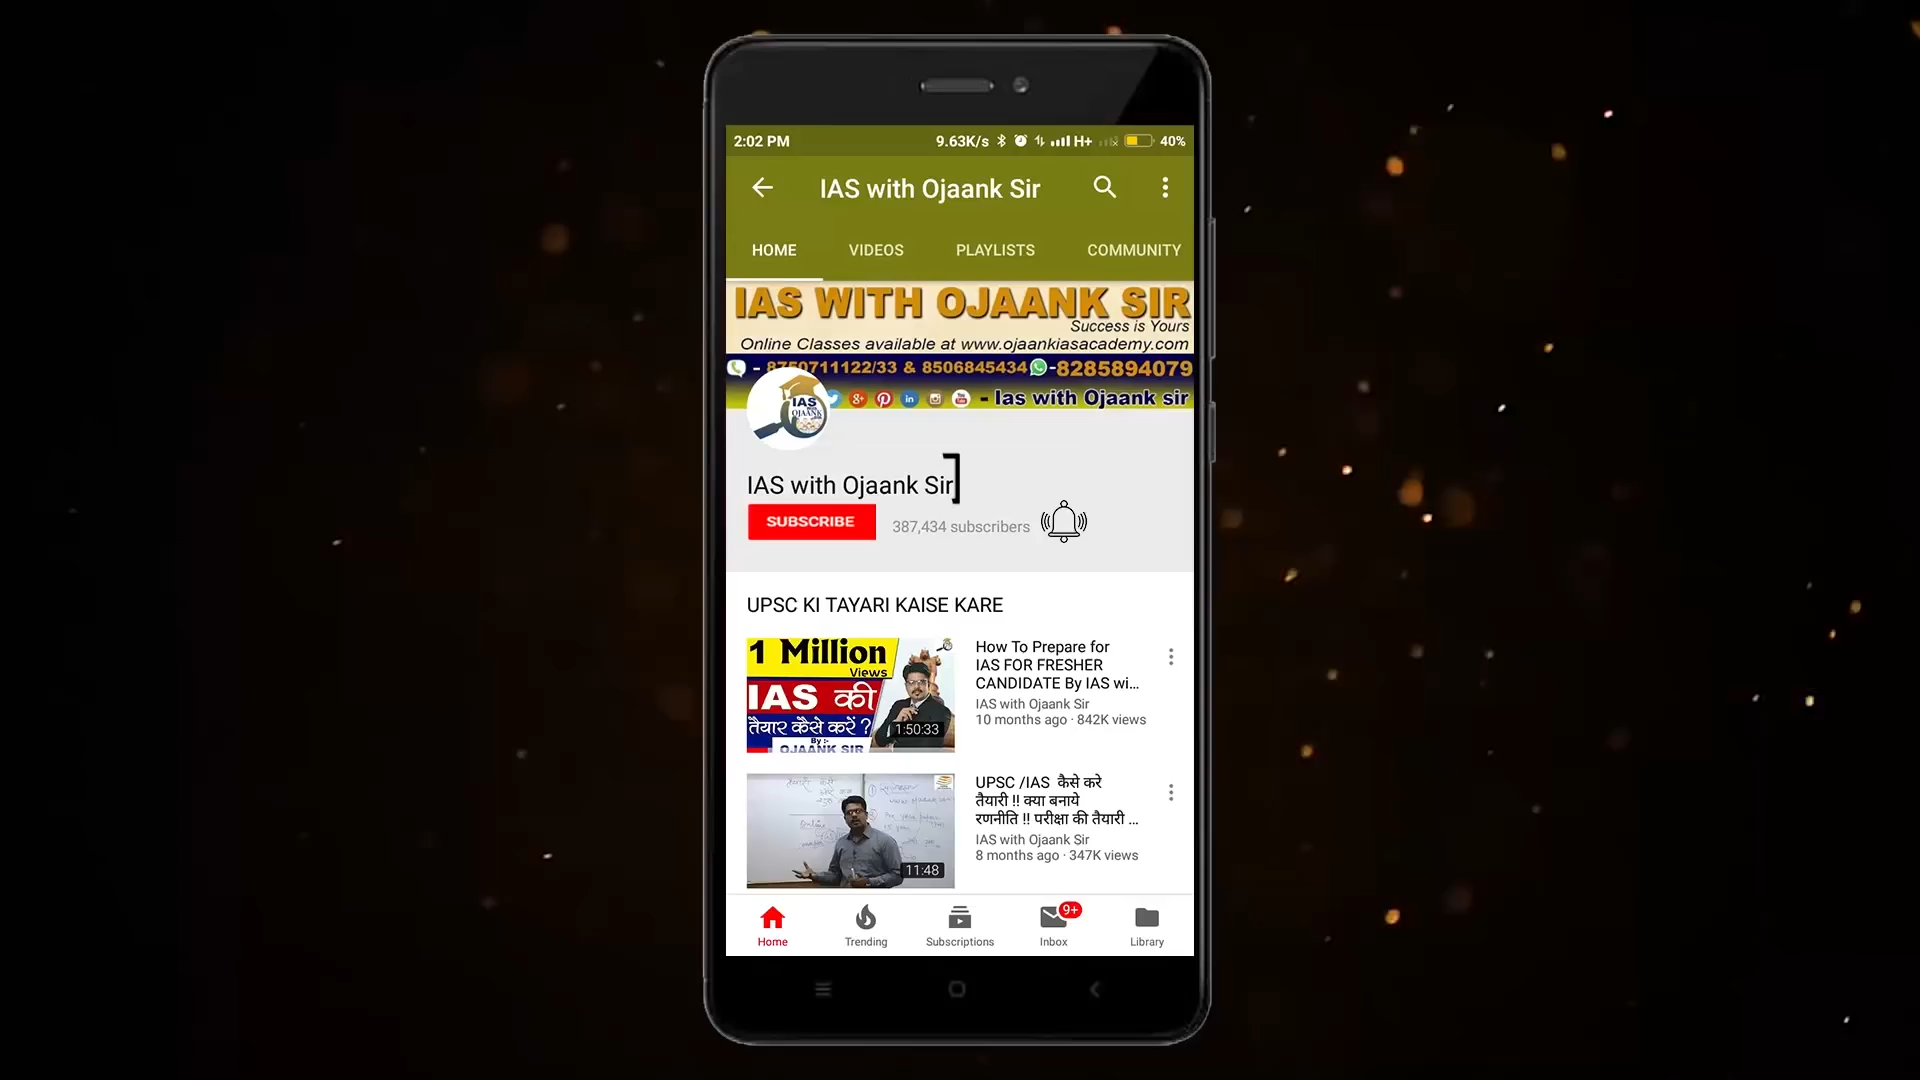 2:02 PM 9.63K/s H+ 40%
IAS with Ojaank Sir
HOME VIDEOS PLAYLISTS COMMUNITY
IAS WITH OJAANK SIR
Success is Yours
Online Classes available at www.ojaankiasacademy.com
- 8750711122/33 & 8506845434 -8285894079
- Ias with Ojaank sir
IAS
OJAANK
IAS with Ojaank Sir]
SUBSCRIBE 387,434 subscribers
UPSC KI TAYARI KAISE KARE
1 Million
Views
IAS की
तैयार कैसे करें ?
By :-
OJAANK SIR
1:50:33
How To Prepare for
IAS FOR FRESHER
CANDIDATE By IAS wi...
IAS with Ojaank Sir
10 months ago · 842K views
11:48
UPSC /IAS कैसे करे
तैयारी !! क्या बनाये
रणनीति !! परीक्षा की तैयारी ...
IAS with Ojaank Sir
8 months ago · 347K views
9+
Home Trending Subscriptions Inbox Library